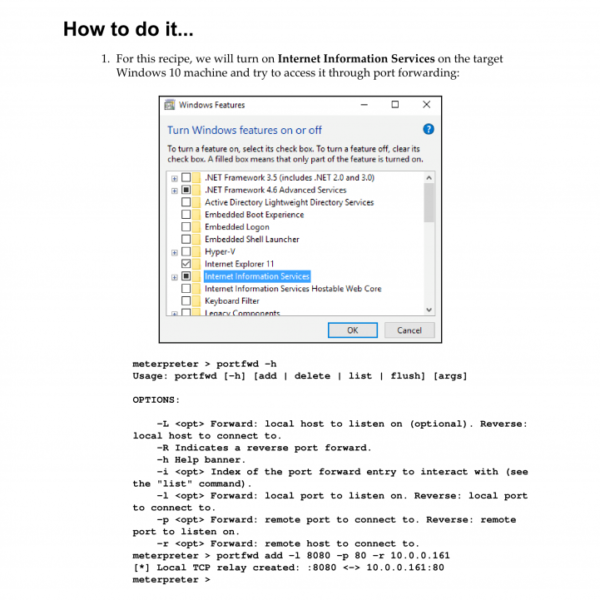 How to do it...
1. For this recipe, we will turn on Internet Information Services on the target
Windows 10 machine and try to access it through port forwarding:
Windows Features
Turn Windows features on or off
To turn a feature on, select its check box. To turn a feature off, clear its
check box. A filled box means that only part of the feature is turned on.
.NET Framework 3.5 (includes .NET 2.0 and 3.0)
.NET Framework 4.6 Advanced Services
Active Directory Lightweight Directory Services
Embedded Boot Experience
Embedded Logon
Embedded Shell Launcher
Hyper-V
Internet Explorer 11
Internet Information Services
Internet Information Services Hostable Web Core
Keyboard Filter
Legacy Components
OK Cancel
meterpreter > portfwd -h
Usage: portfwd [-h] [add | delete | list | flush] [args]
OPTIONS:
-L <opt> Forward: local host to listen on (optional). Reverse:
local host to connect to.
-R Indicates a reverse port forward.
-h Help banner.
-i <opt> Index of the port forward entry to interact with (see
the "list" command).
-l <opt> Forward: local port to listen on. Reverse: local port
to connect to.
-p <opt> Forward: remote port to connect to. Reverse: remote
port to listen on.
-r <opt> Forward: remote host to connect to.
meterpreter > portfwd add -l 8080 -p 80 -r 10.0.0.161
[*] Local TCP relay created: :8080 <-> 10.0.0.161:80
meterpreter >